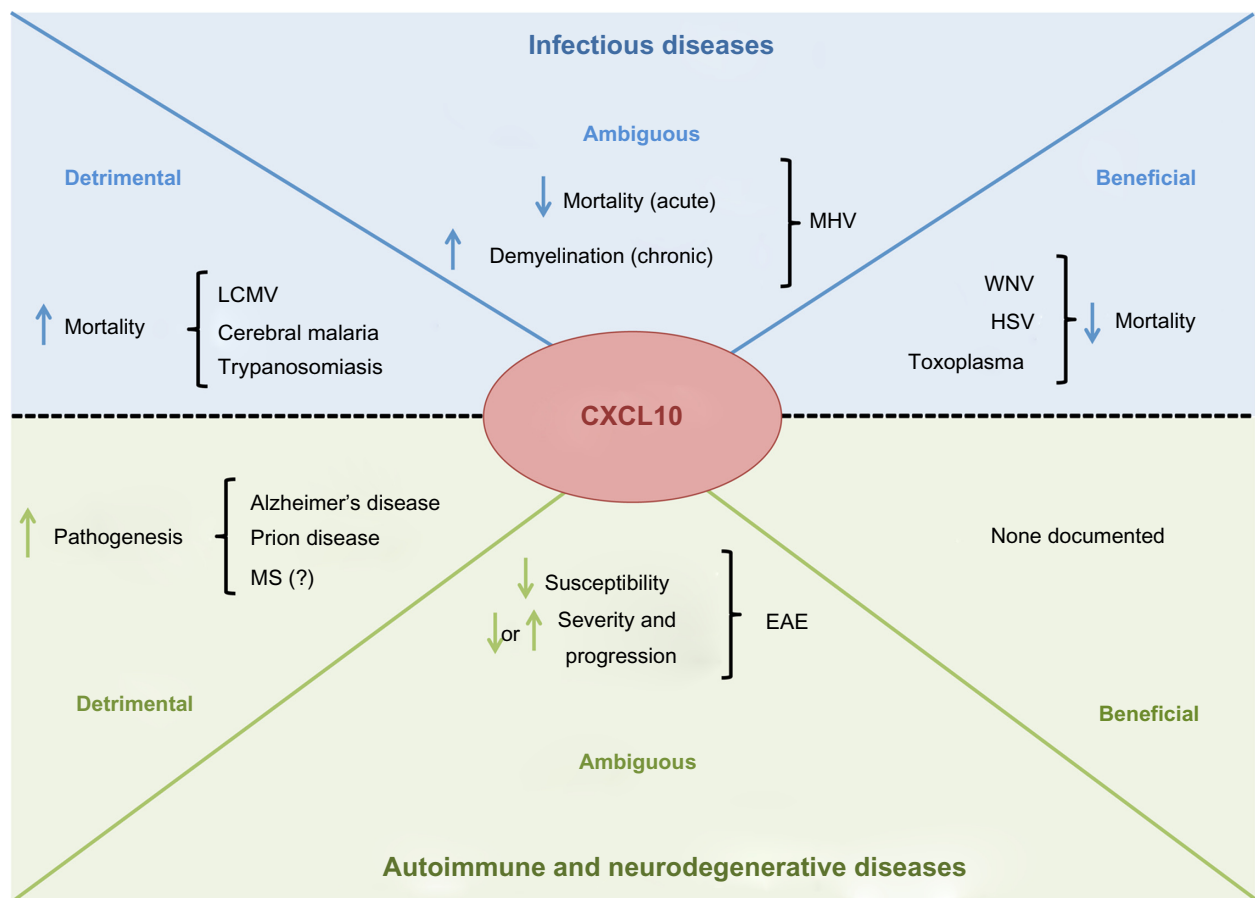 Infectious diseases
Ambiguous
Detrimental
Beneficial
↓ Mortality (acute)
↑ Demyelination (chronic)
MHV
↑ Mortality
LCMV
Cerebral malaria
Trypanosomiasis
WNV
HSV
Toxoplasma
↓ Mortality
CXCL10
↑ Pathogenesis
Alzheimer’s disease
Prion disease
MS (?)
↓ Susceptibility
↓or ↑ Severity and
progression
EAE
None documented
Detrimental
Ambiguous
Beneficial
Autoimmune and neurodegenerative diseases